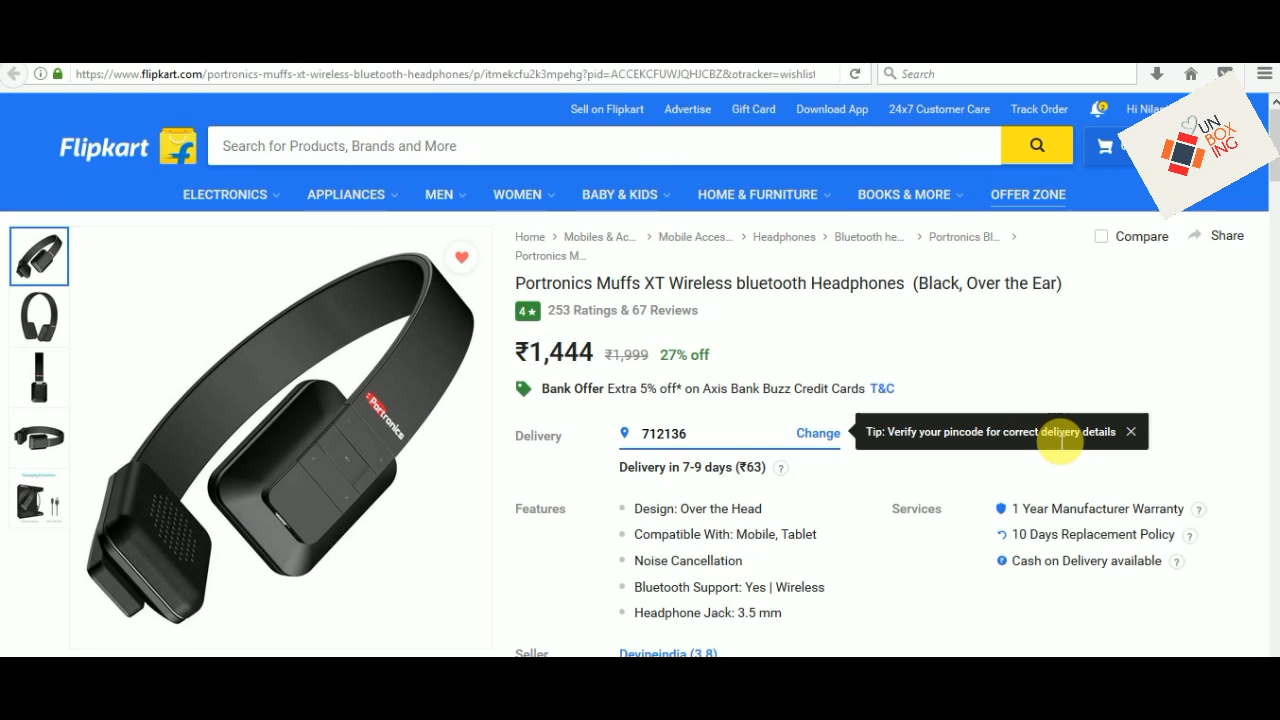 https://www.flipkart.com/portronics-muffs-xt-wireless-bluetooth-headphones/p/itmekcfu2k3mpehg?pid=ACCEKCFUWJQHJCBZ&otracker=wishlist
Search
Sell on Flipkart Advertise Gift Card Download App 24x7 Customer Care Track Order 2 Hi
UN
BOX
ING
Flipkart
Search for Products, Brands and More
ELECTRONICS APPLIANCES MEN WOMEN BABY & KIDS HOME & FURNITURE BOOKS & MORE OFFER ZONE
Home > Mobiles & Ac... > Mobile Acces... > Headphones > Bluetooth he... > Portronics Bl... >
Portronics M...
Compare Share
Portronics Muffs XT Wireless bluetooth Headphones (Black, Over the Ear)
4★ 253 Ratings & 67 Reviews
₹1,444 ₹1,999 27% off
Bank Offer Extra 5% off* on Axis Bank Buzz Credit Cards T&C
Portronics
Delivery 712136 Change
Tip: Verify your pincode for correct delivery details
Delivery in 7-9 days (₹63) ?
Features
Design: Over the Head
Compatible With: Mobile, Tablet
Noise Cancellation
Bluetooth Support: Yes | Wireless
Headphone Jack: 3.5 mm
Services
1 Year Manufacturer Warranty ?
10 Days Replacement Policy ?
Cash on Delivery available ?
Seller Devineindia (3.8)